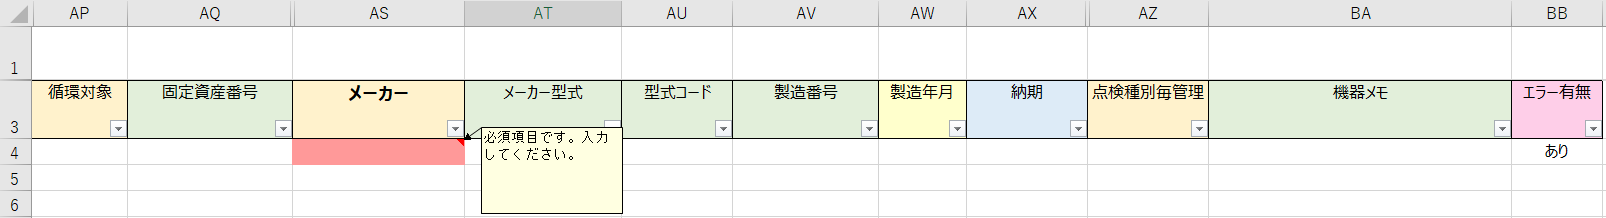 AP AQ AS AT AU AV AW AX AZ BA BB
1
3 循環対象 固定資産番号 メーカー メーカー型式 型式コード 製造番号 製造年月 納期 点検種別毎管理 機器メモ エラー有無
必須項目です。入力
してください。
4 あり
5
6